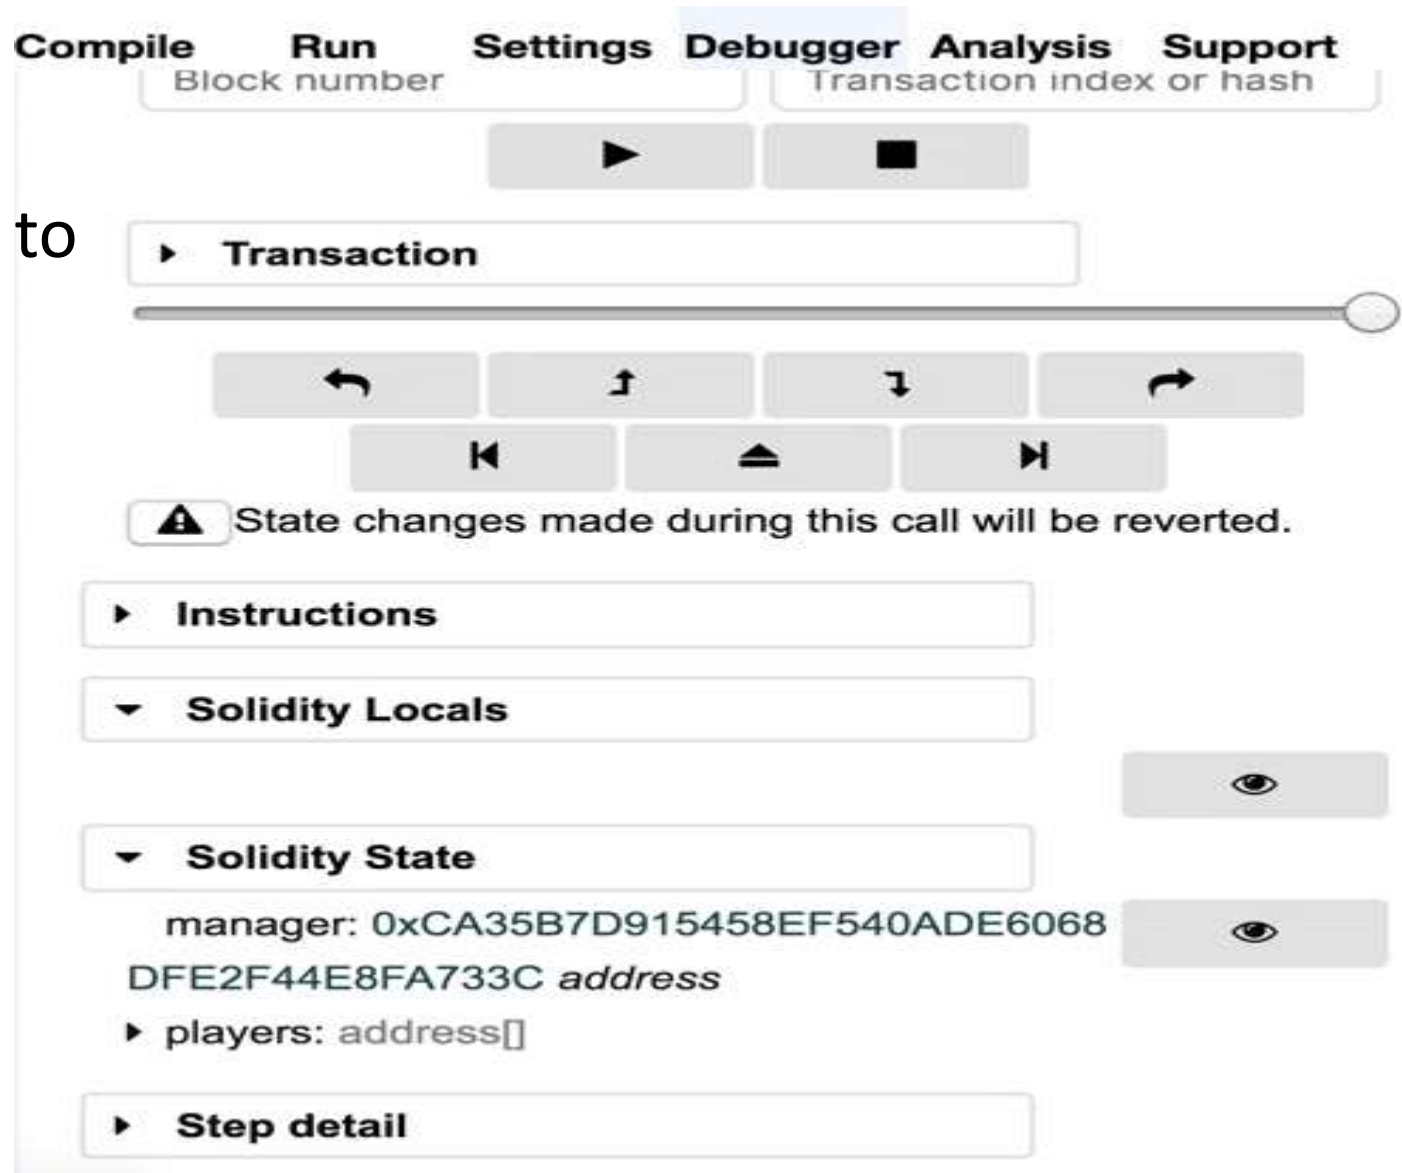 Compile Run Settings Debugger Analysis Support
Block number Transaction index or hash
to
Transaction
State changes made during this call will be reverted.
Instructions
Solidity Locals
Solidity State
manager: 0xCA35B7D915458EF540ADE6068
DFE2F44E8FA733C address
players: address[]
Step detail